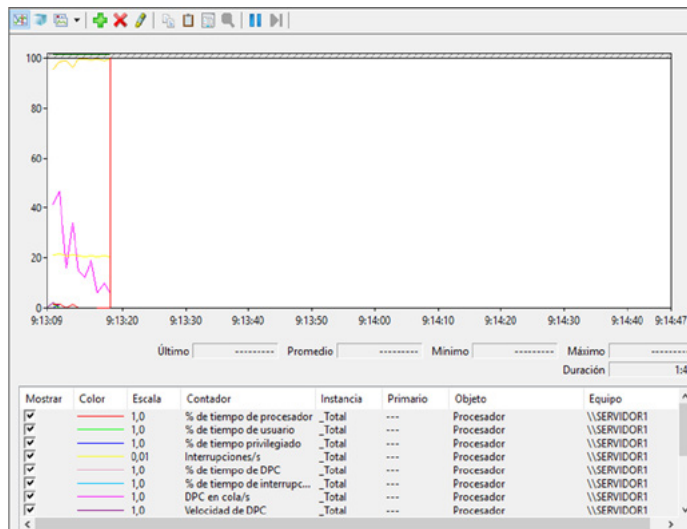 100
80
60
40
20
0
9:13:09 9:13:20 9:13:30 9:13:40 9:13:50 9:14:00 9:14:10 9:14:20 9:14:30 9:14:40 9:14:47
Último --------- Promedio --------- Mínimo --------- Máximo ---------
Duración 1:4
Mostrar Color Escala Contador Instancia Primario Objeto Equipo
1,0 % de tiempo de procesador _Total --- Procesador \\SERVIDOR1
1,0 % de tiempo de usuario _Total --- Procesador \\SERVIDOR1
1,0 % de tiempo privilegiado _Total --- Procesador \\SERVIDOR1
0,01 Interrupciones/s _Total --- Procesador \\SERVIDOR1
1,0 % de tiempo de DPC _Total --- Procesador \\SERVIDOR1
1,0 % de tiempo de interrupc... _Total --- Procesador \\SERVIDOR1
1,0 DPC en cola/s _Total --- Procesador \\SERVIDOR1
1,0 Velocidad de DPC _Total --- Procesador \\SERVIDOR1